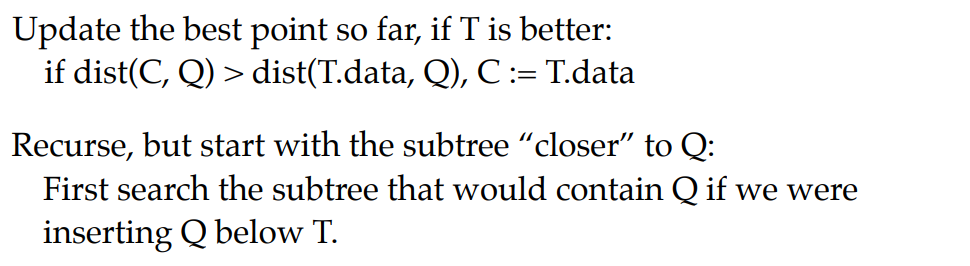 Update the best point so far, if T is better:
if dist(C, Q) > dist(T.data, Q), C := T.data
Recurse, but start with the subtree “closer” to Q:
First search the subtree that would contain Q if we were
inserting Q below T.